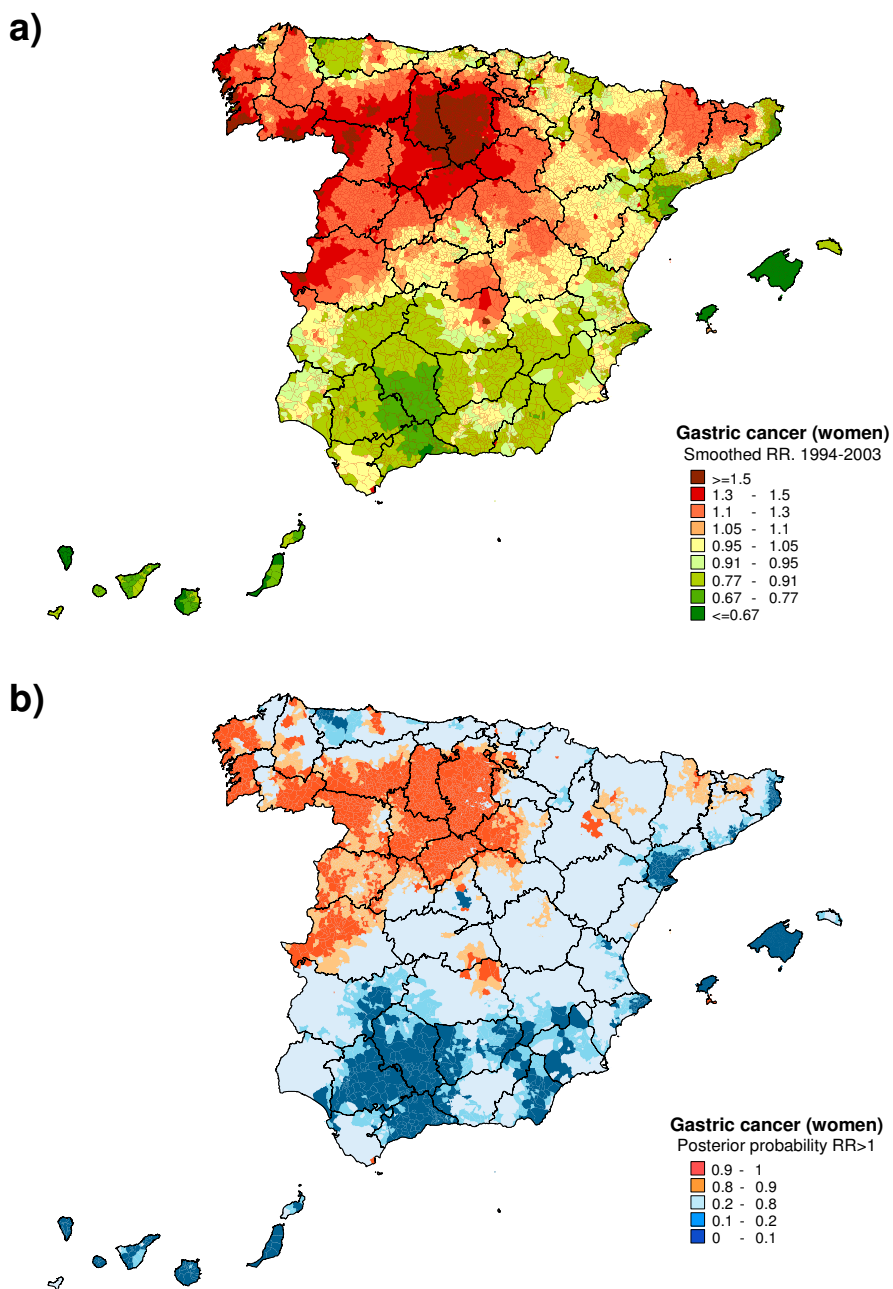 a)
Gastric cancer (women)
Smoothed RR. 1994-2003
>=1.5
1.3 - 1.5
1.1 - 1.3
1.05 - 1.1
0.95 - 1.05
0.91 - 0.95
0.77 - 0.91
0.67 - 0.77
<=0.67
b)
Gastric cancer (women)
Posterior probability RR>1
0.9 - 1
0.8 - 0.9
0.2 - 0.8
0.1 - 0.2
0 - 0.1